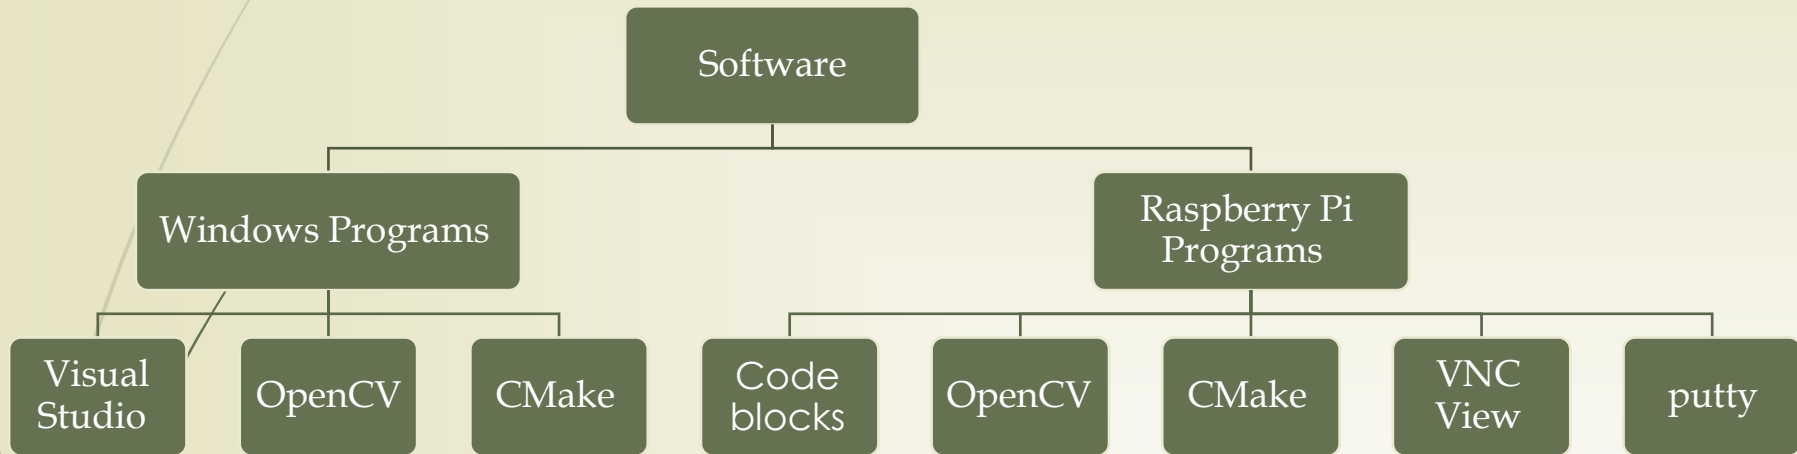 Software
Windows Programs
Raspberry Pi
Programs
Visual
Studio
OpenCV
CMake
Code
blocks
OpenCV
CMake
VNC
View
putty